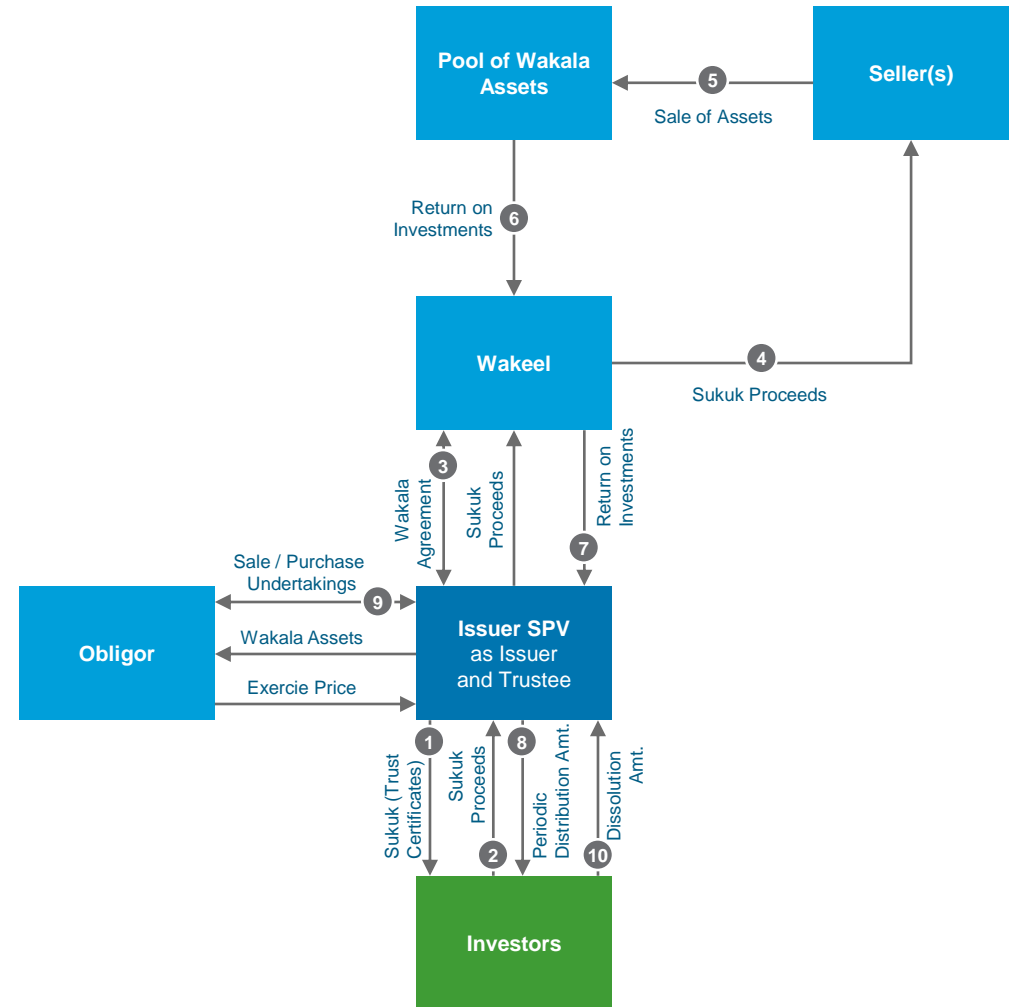 Pool of Wakala
Assets
5
Seller(s)
Sale of Assets
Return on
Investments
6
Wakeel
4
Sukuk Proceeds
3
Wakala
Agreement
Sukuk
Proceeds
Return on
Investments
7
Sale / Purchase
Undertakings
9
Obligor
Wakala Assets
Exercie Price
Issuer SPV
as Issuer
and Trustee
1
Sukuk (Trust
Certificates)
Sukuk
Proceeds
2
8
Periodic
Distribution Amt.
Dissolution
Amt.
10
Investors